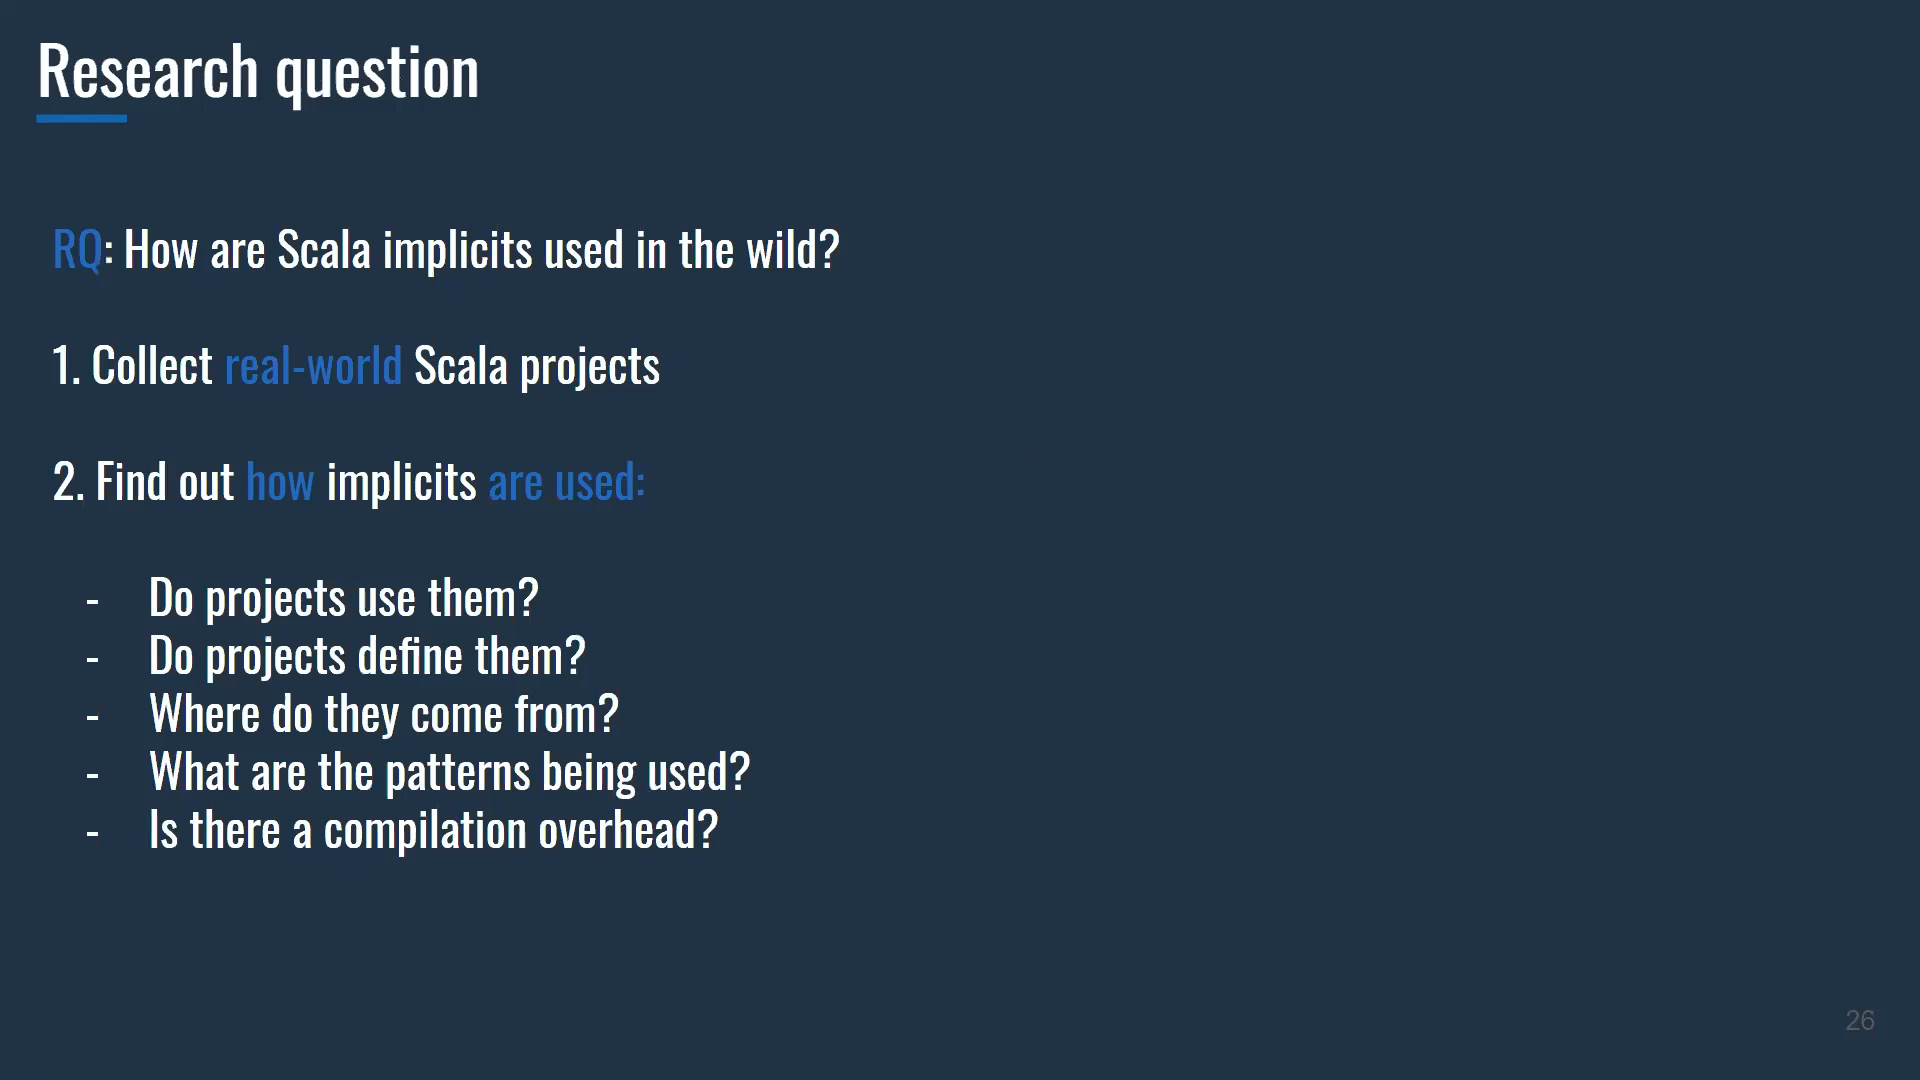 Research question
RQ: How are Scala implicits used in the wild?
1. Collect real-world Scala projects
2. Find out how implicits are used:
- Do projects use them?
- Do projects define them?
- Where do they come from?
- What are the patterns being used?
- Is there a compilation overhead?
26